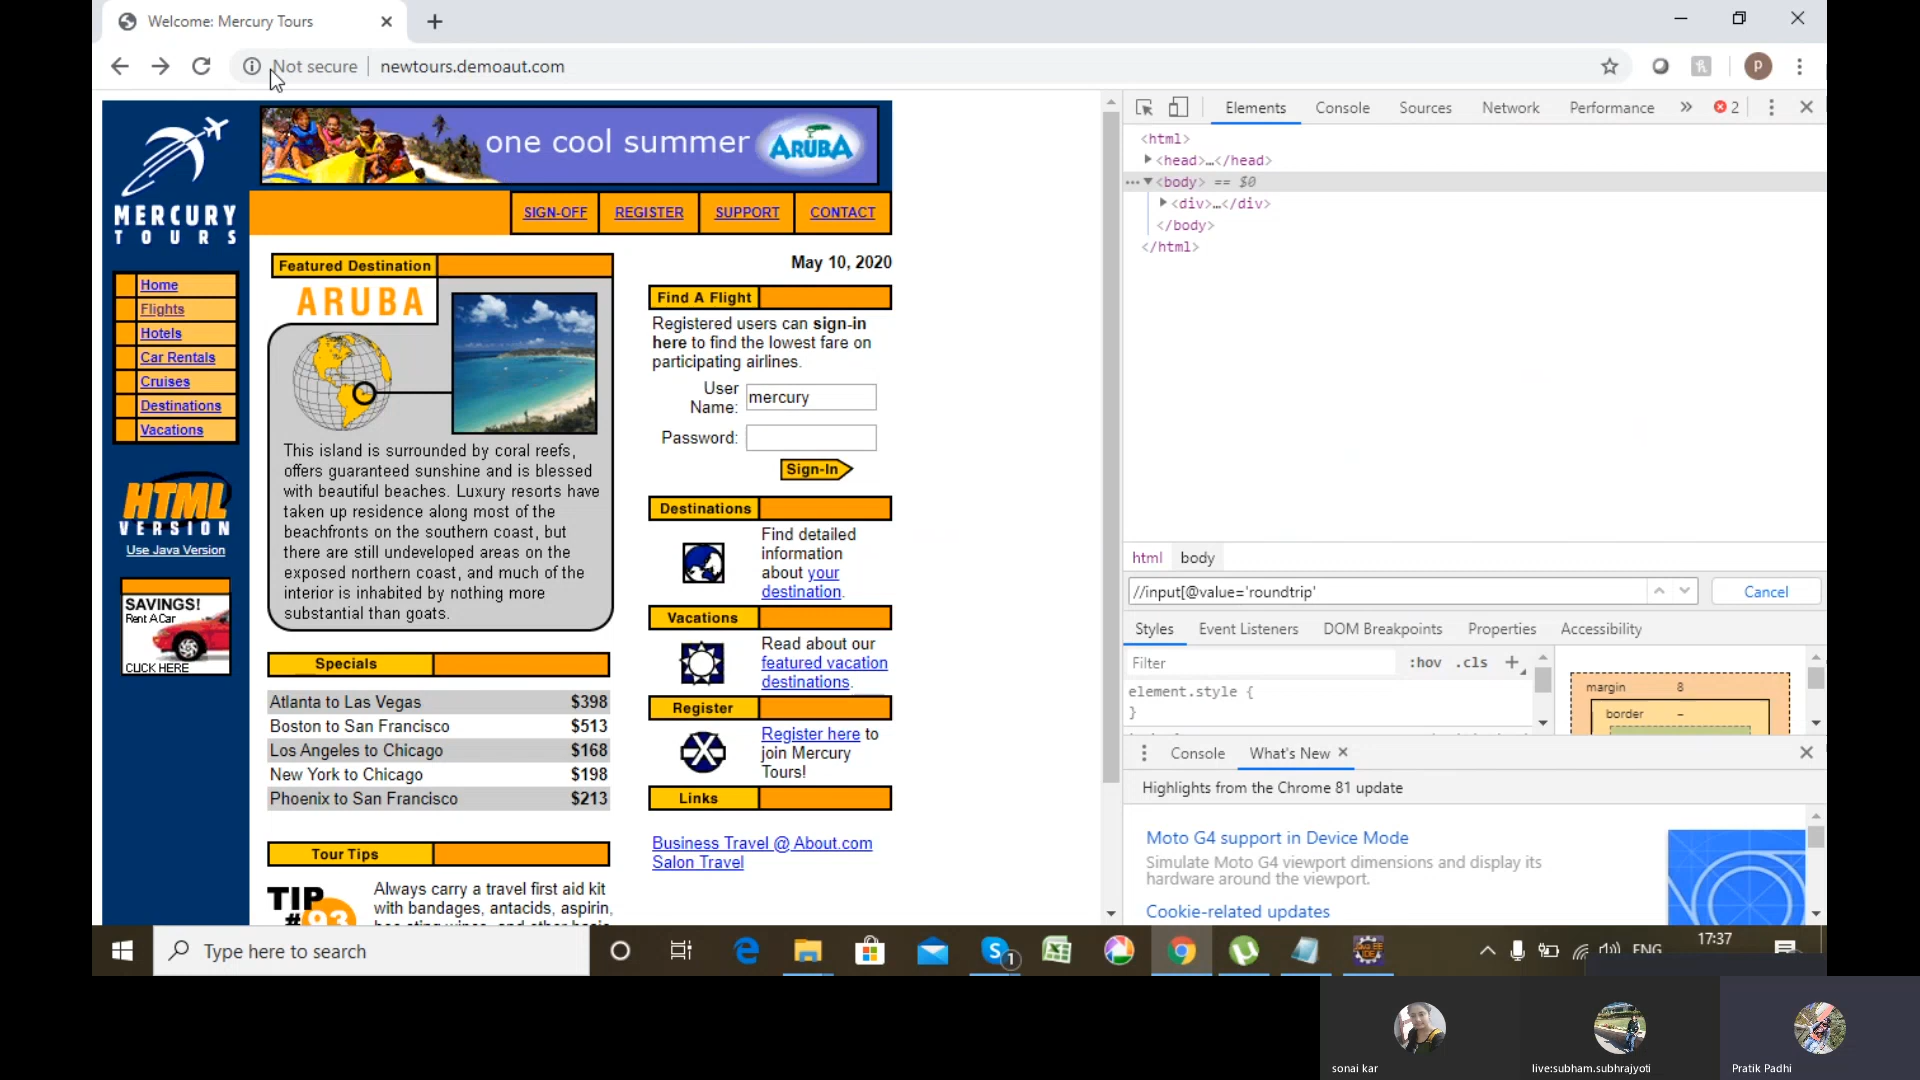 Welcome: Mercury Tours
Not secure
newtours.demoaut.com
P
one cool summer
ARUBA
MERCURY
TOURS
SIGN-OFF
REGISTER
SUPPORT
CONTACT
Home
Flights
Hotels
Car Rentals
Cruises
Destinations
Vacations
HTML
VERSION
Use Java Version
SAVINGS!
Rent A Car
CLICK HERE
Featured Destination
ARUBA
This island is surrounded by coral reefs,
offers guaranteed sunshine and is blessed
with beautiful beaches. Luxury resorts have
taken up residence along most of the
beachfronts on the southern coast, but
there are still undeveloped areas on the
exposed northern coast, and much of the
interior is inhabited by nothing more
substantial than goats.
Specials
Atlanta to Las Vegas $398
Boston to San Francisco $513
Los Angeles to Chicago $168
New York to Chicago $198
Phoenix to San Francisco $213
Tour Tips
TIP
#93
Always carry a travel first aid kit
with bandages, antacids, aspirin,
May 10, 2020
Find A Flight
Registered users can sign-in
here to find the lowest fare on
participating airlines.
User
Name:
mercury
Password:
Sign-In
Destinations
Find detailed
information
about your
destination.
Vacations
Read about our
featured vacation
destinations.
Register
Register here to
join Mercury
Tours!
Links
Business Travel @ About.com
Salon Travel
Elements
Console
Sources
Network
Performance
2
<html>
<head>…</head>
<body> == $0
<div>…</div>
</body>
</html>
html
body
//input[@value='roundtrip'
Cancel
Styles
Event Listeners
DOM Breakpoints
Properties
Accessibility
Filter
:hov
.cls
element.style {
}
margin
8
border
–
Console
What's New
Highlights from the Chrome 81 update
Moto G4 support in Device Mode
Simulate Moto G4 viewport dimensions and display its
hardware around the viewport.
Cookie-related updates
Type here to search
1
ENG
17:37
sonai kar
live:subham.subhrajyoti
Pratik Padhi